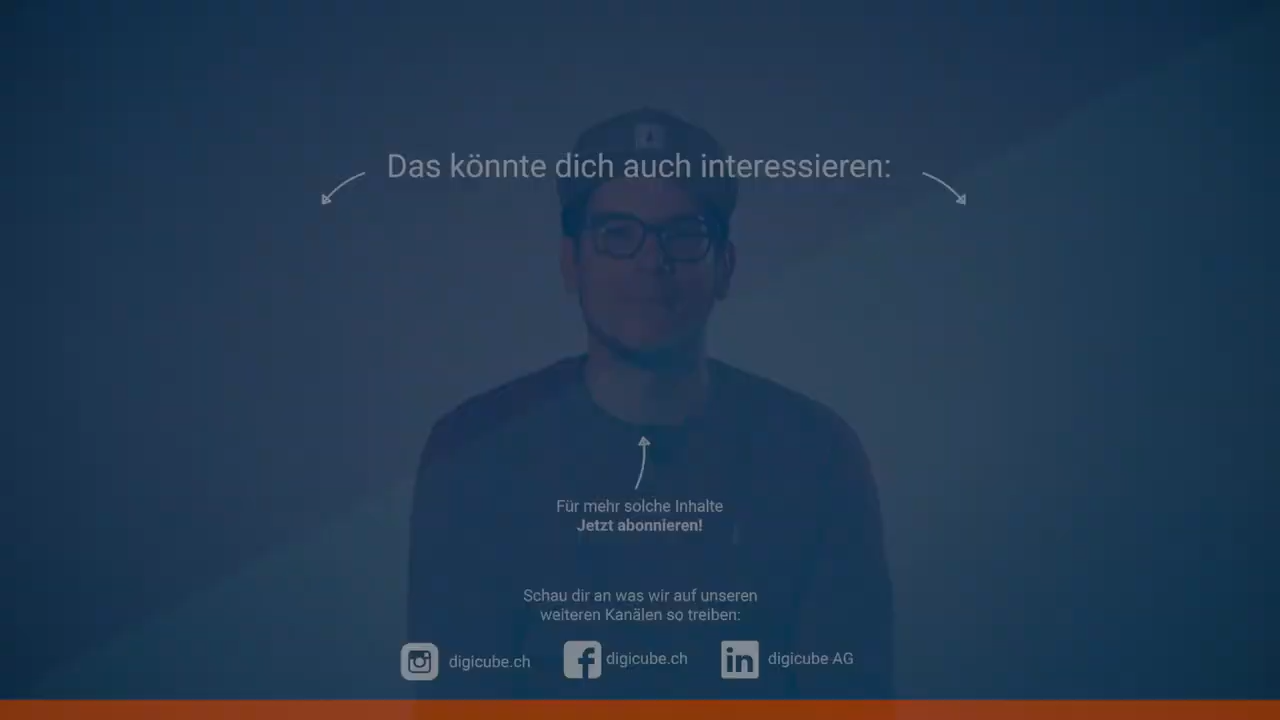 Das könnte dich auch interessieren:
Für mehr solche Inhalte
Jetzt abonnieren!
Schau dir an was wir auf unseren
weiteren Kanälen so treiben:
digicube.ch
digicube.ch
digicube AG